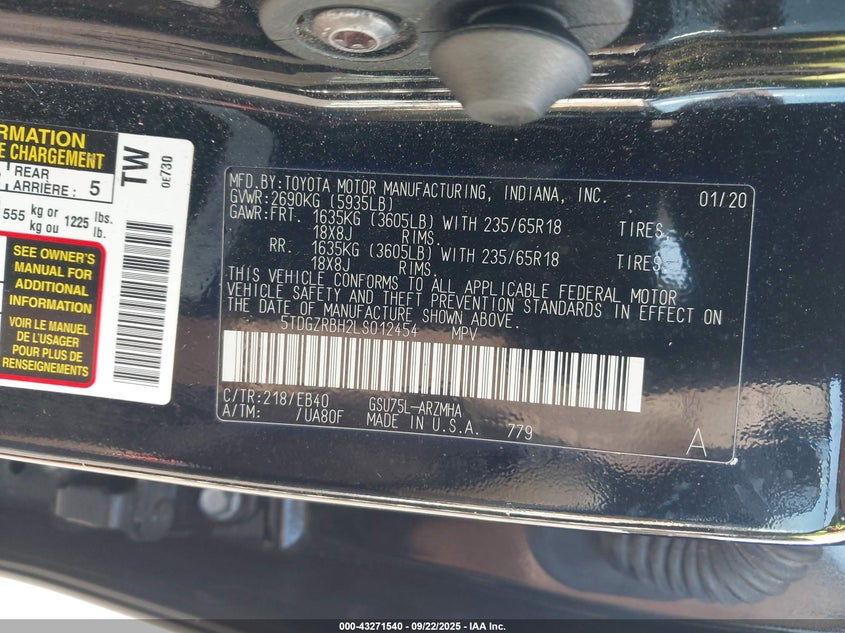 ORMATION
E CHARGEMENT
REAR
ARRIÈRE : 5
555 kg or 1225 lbs.
kg ou lb.
SEE OWNER'S
MANUAL FOR
ADDITIONAL
INFORMATION
VOIR LE MANUEL
DE L'USAGER
POUR PLUS DE
RENSEIGNEMENTS
TW
0E730
MFD.BY:TOYOTA MOTOR MANUFACTURING, INDIANA, INC. 01/20
GVWR:2690KG (5935LB)
GAWR:FRT. 1635KG (3605LB) WITH 235/65R18 TIRES,
18X8J RIMS.
RR. 1635KG (3605LB) WITH 235/65R18 TIRES,
18X8J RIMS.
THIS VEHICLE CONFORMS TO ALL APPLICABLE FEDERAL MOTOR
VEHICLE SAFETY AND THEFT PREVENTION STANDARDS IN EFFECT ON
THE DATE OF MANUFACTURE SHOWN ABOVE.
5TDGZRBH2LS012454 MPV
C/TR:218/EB40 GSU75L-ARZMHA
A/TM: /UA80F MADE IN U.S.A. 779
A
000-43271540 - 09/22/2025 - IAA Inc.